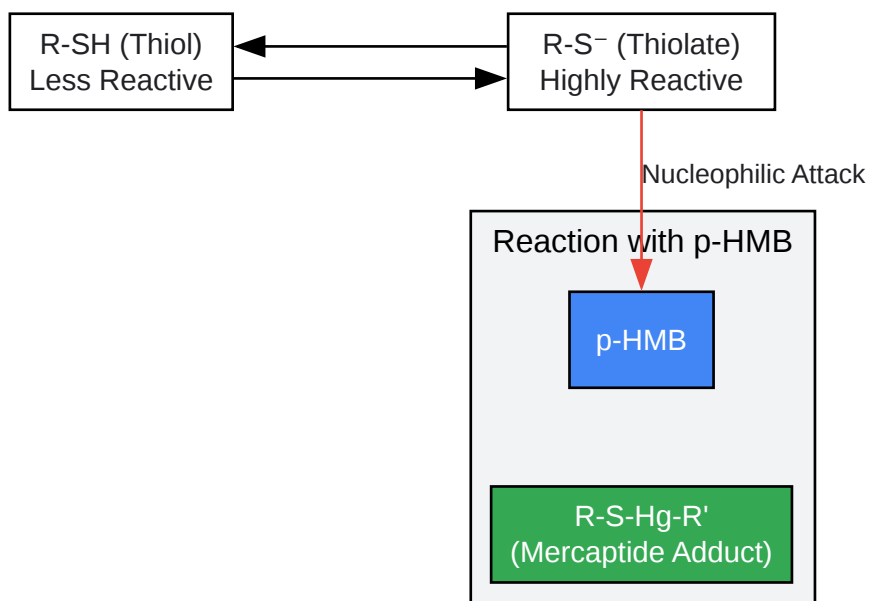 R-SH (Thiol)
Less Reactive
R-S⁻ (Thiolate)
Highly Reactive
Nucleophilic Attack
Reaction with p-HMB
p-HMB
R-S-Hg-R'
(Mercaptide Adduct)